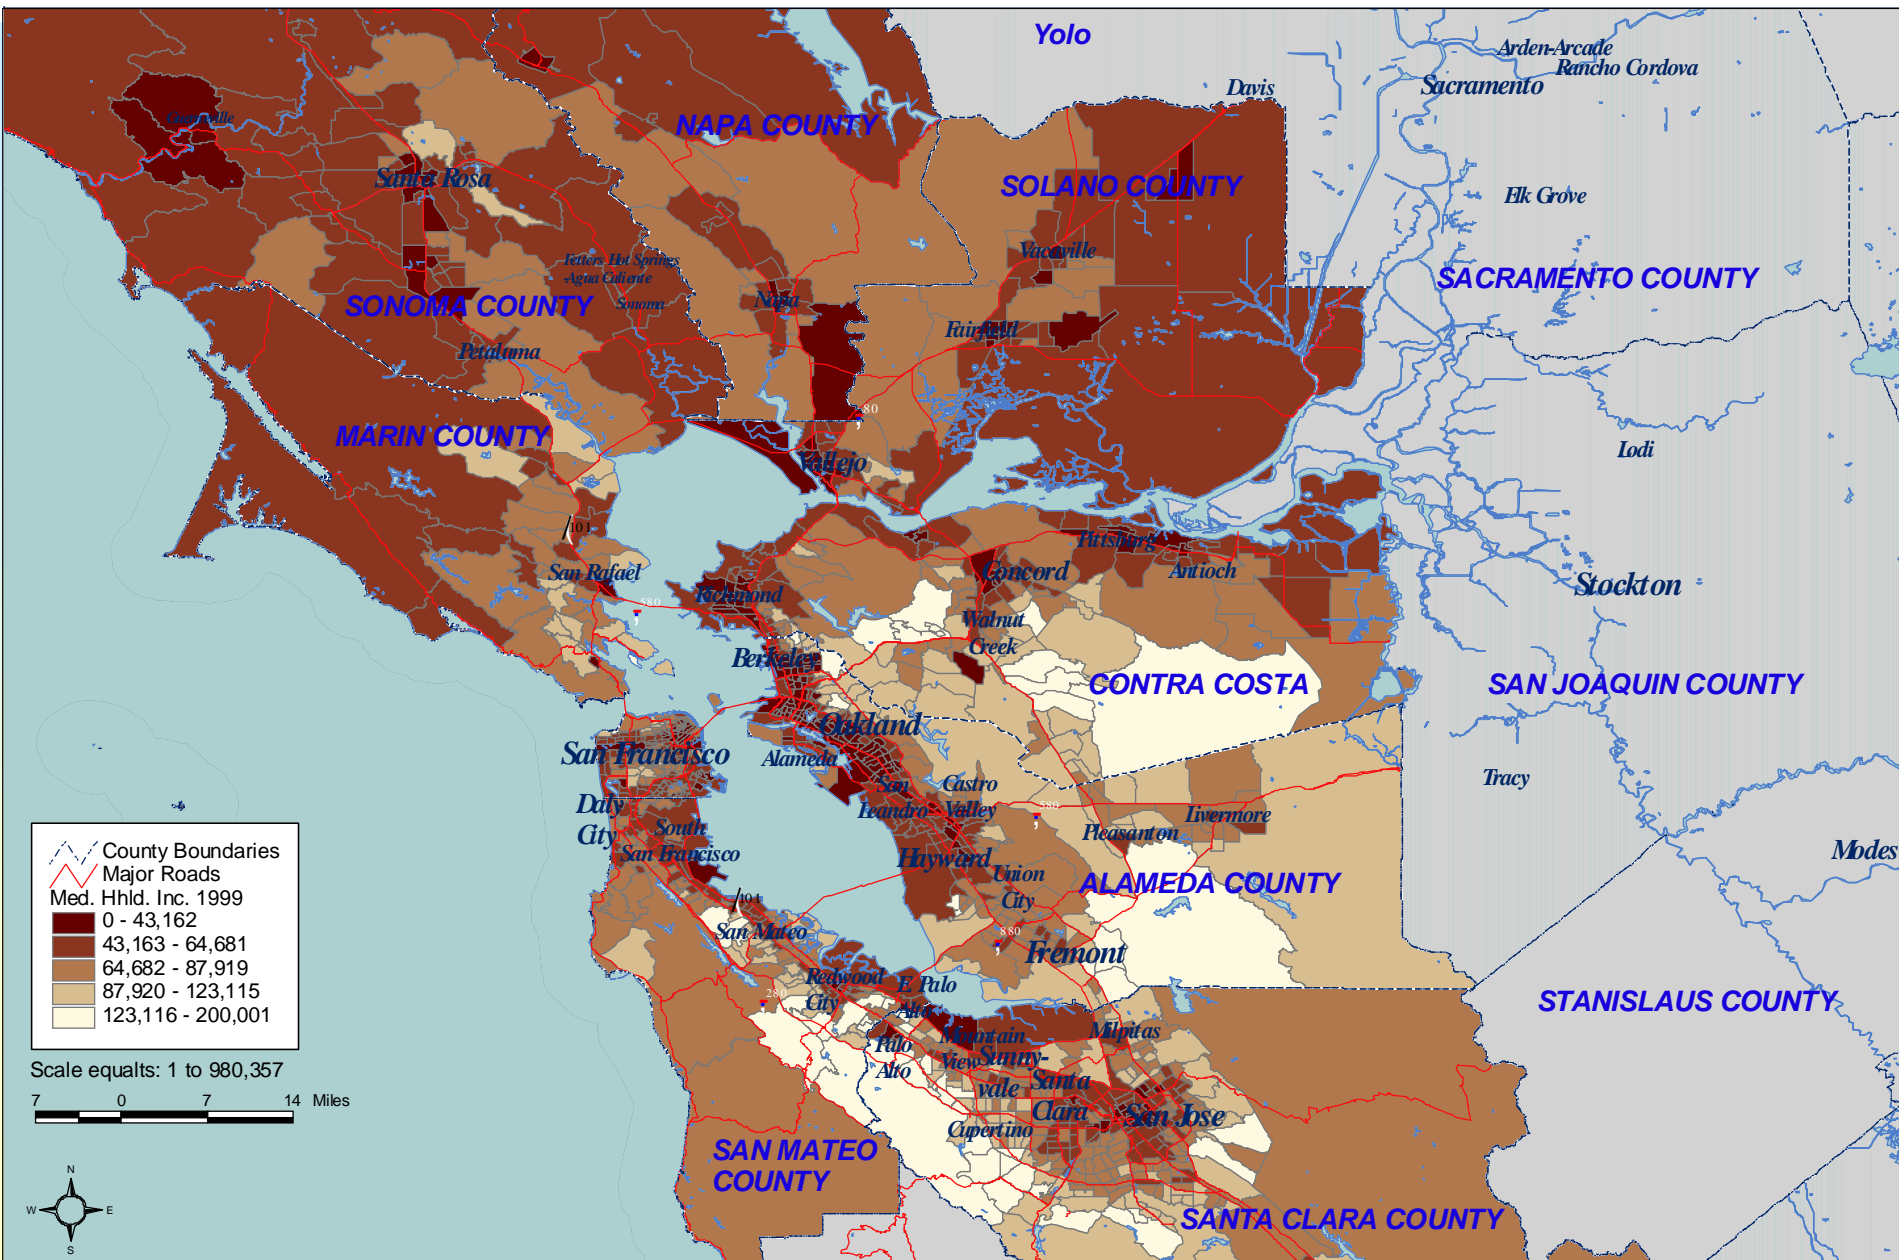 Yolo
Arden-Arcade
Rancho Cordova
Sacramento
Davis
Guerneville
NAPA COUNTY
Santa Rosa
SOLANO COUNTY
Elk Grove
Vacaville
Fetters Hot Springs
-Agua Caliente
SACRAMENTO COUNTY
SONOMA COUNTY
Sonoma
Napa
Fairfield
Petaluma
80
MARIN COUNTY
Lodi
Vallejo
101
Pittsburg
San Rafael
Concord
Antioch
Richmond
Stockton
580
Walnut
Creek
Berkeley
CONTRA COSTA
SAN JOAQUIN COUNTY
Oakland
San Francisco
Alameda
Tracy
San
Leandro
Castro
Valley
Daly
City
580
Livermore
Pleasanton
South
San Francisco
Hayward
Modes
Union
City
ALAMEDA COUNTY
101
San Mateo
880
Fremont
Redwood
City
E. Palo
Alto
280
STANISLAUS COUNTY
Milpitas
Mountain
View
Palo
Alto
Sunny-
vale
Santa
Clara
San Jose
Cupertino
SAN MATEO
COUNTY
SANTA CLARA COUNTY
County Boundaries
Major Roads
Med. Hhld. Inc. 1999
0 - 43,162
43,163 - 64,681
64,682 - 87,919
87,920 - 123,115
123,116 - 200,001
Scale equalts: 1 to 980,357
7 0 7 14 Miles
N
W E
S